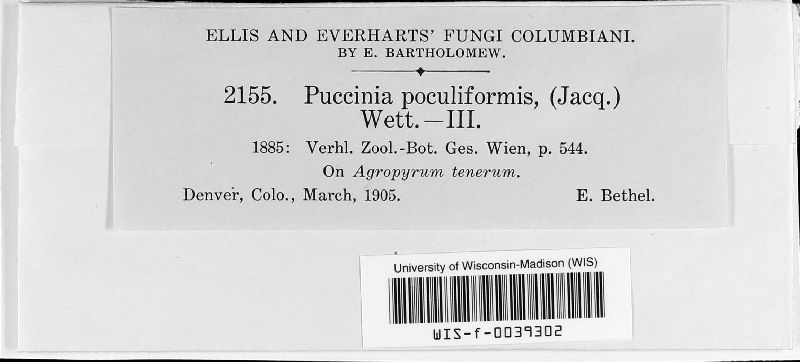 ELLIS AND EVERHARTS' FUNGI COLUMBIANI.
BY E. BARTHOLOMEW.
2155. Puccinia poculiformis, (Jacq.)
Wett.—III.
1885: Verhl. Zool.-Bot. Ges. Wien, p. 544.
On Agropyrum tenerum.
Denver, Colo., March, 1905. E. Bethel.
University of Wisconsin-Madison (WIS)
WIS-f-0039302